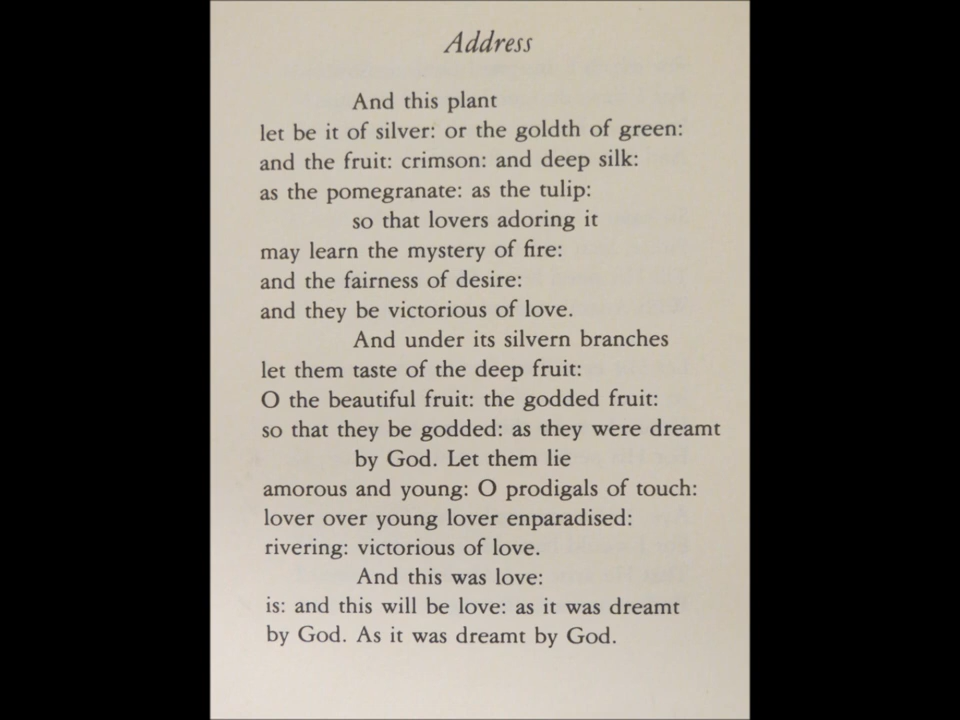 Address
And this plant
let be it of silver: or the goldth of green:
and the fruit: crimson: and deep silk:
as the pomegranate: as the tulip:
so that lovers adoring it
may learn the mystery of fire:
and the fairness of desire:
and they be victorious of love.
And under its silvern branches
let them taste of the deep fruit:
O the beautiful fruit: the godded fruit:
so that they be godded: as they were dreamt
by God. Let them lie
amorous and young: O prodigals of touch:
lover over young lover enparadised:
rivering: victorious of love.
And this was love:
is: and this will be love: as it was dreamt
by God. As it was dreamt by God.